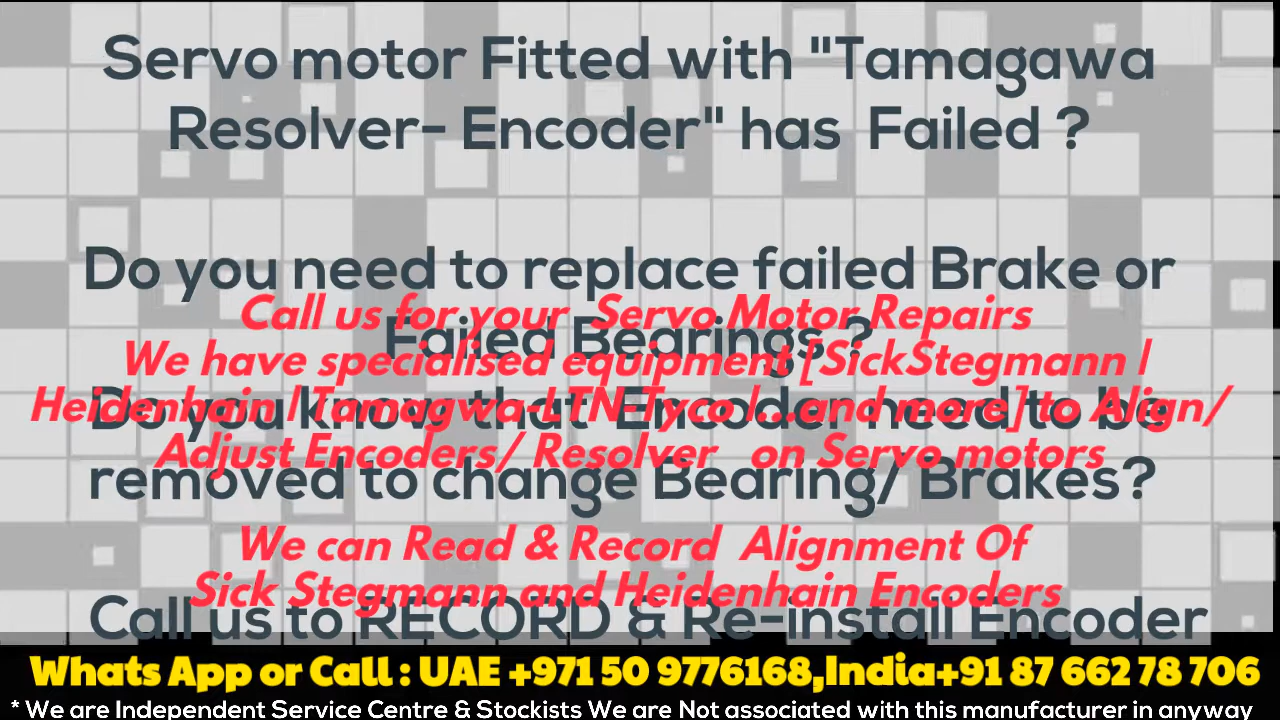 Servo motor Fitted with "Tamagawa
Resolver- Encoder" has Failed ?
Do you need to replace failed Brake or
Call us for your Servo Motor Repairs
Failed Bearings ?
We have specialised equipment [SickStegmann |
Do you know that Encoder need to be
Heidenhain | Tamagwa-LTN-Tyco |...and more] to Align/
Adjust Encoders/ Resolver on Servo motors
removed to change Bearing/ Brakes?
We can Read & Record Alignment Of
Sick Stegmann and Heidenhain Encoders
Call us to RECORD & Re-install Encoder
Whats App or Call : UAE +971 50 9776168,India+91 87 662 78 706
* We are Independent Service Centre & Stockists We are Not associated with this manufacturer in anyway